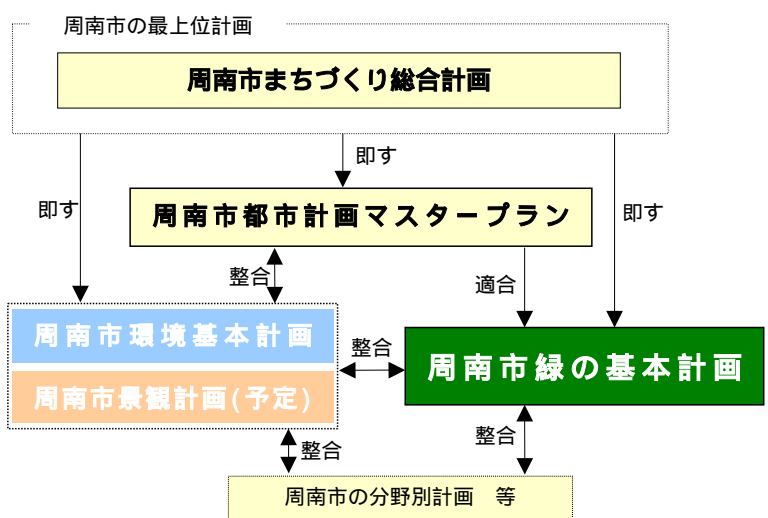 周南市の最上位計画
周南市まちづくり総合計画
即す
即す
即す
周南市都市計画マスタープラン
整合
適合
周南市環境基本計画
整合
周南市緑の基本計画
周南市景観計画(予定)
整合
整合
周南市の分野別計画　等